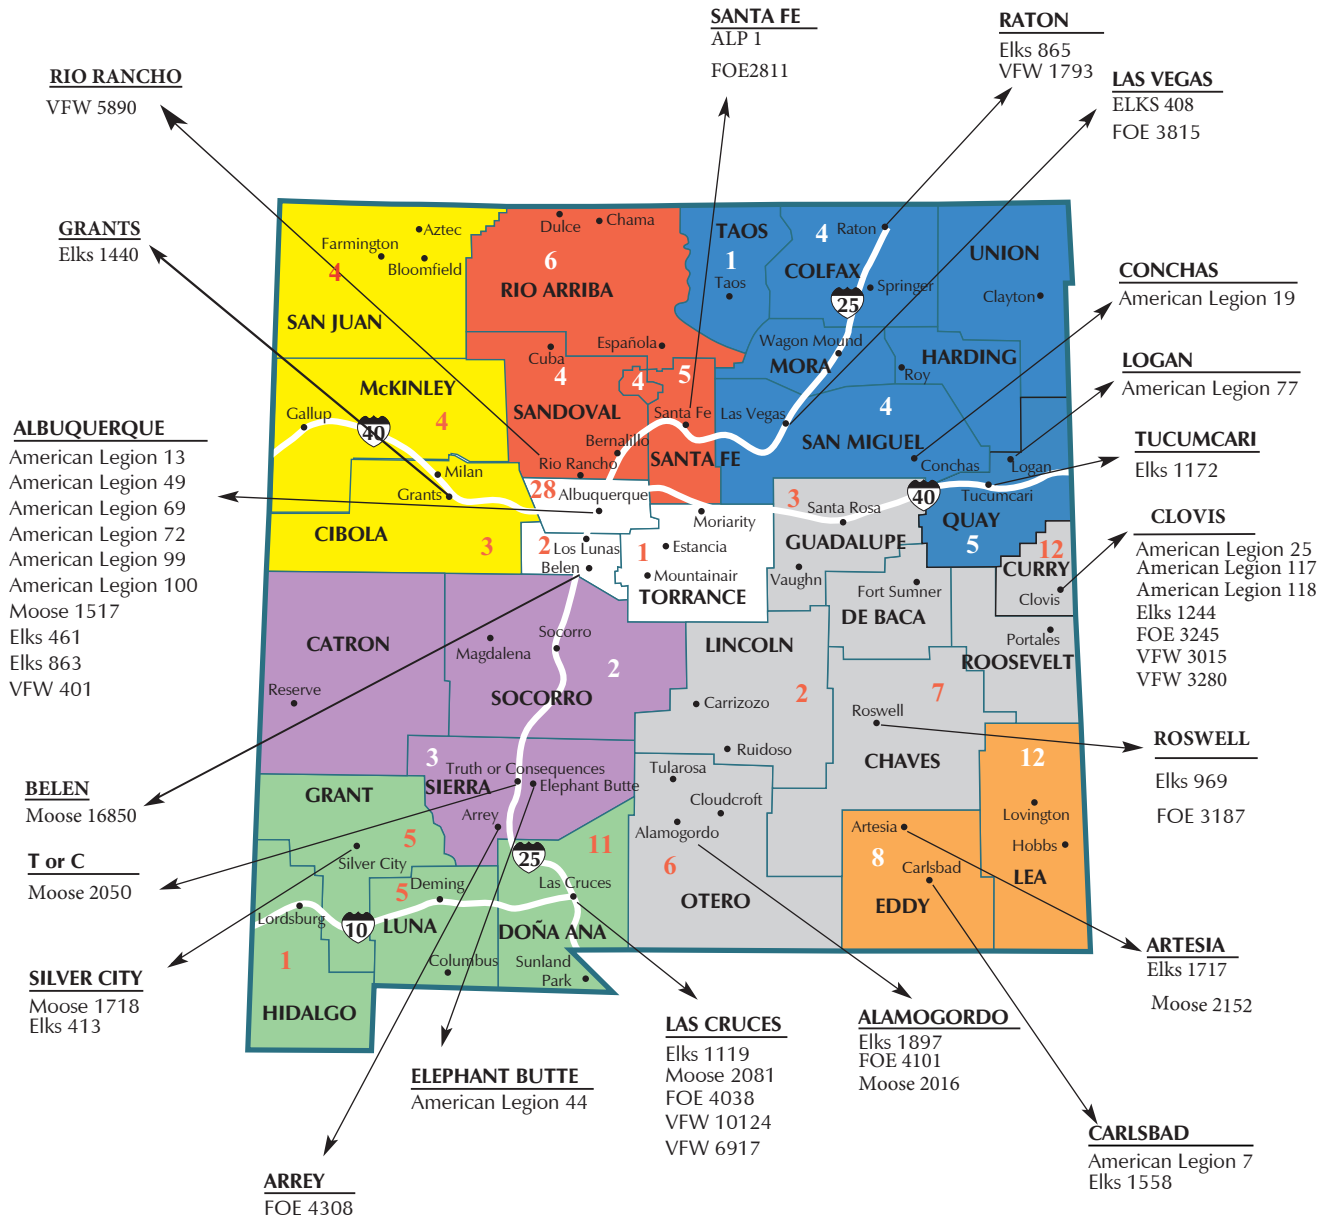 SANTA FE
ALP 1
FOE2811
RATON
Elks 865
VFW 1793
RIO RANCHO
VFW 5890
LAS VEGAS
ELKS 408
FOE 3815
GRANTS
Elks 1440
CONCHAS
American Legion 19
LOGAN
American Legion 77
ALBUQUERQUE
American Legion 13
American Legion 49
American Legion 69
American Legion 72
American Legion 99
American Legion 100
Moose 1517
Elks 461
Elks 863
VFW 401
TUCUMCARI
Elks 1172
CLOVIS
American Legion 25
American Legion 117
American Legion 118
Elks 1244
FOE 3245
VFW 3015
VFW 3280
BELEN
Moose 16850
ROSWELL
Elks 969
FOE 3187
T or C
Moose 2050
SILVER CITY
Moose 1718
Elks 413
ARTESIA
Elks 1717
Moose 2152
ELEPHANT BUTTE
American Legion 44
LAS CRUCES
Elks 1119
Moose 2081
FOE 4038
VFW 10124
VFW 6917
ALAMOGORDO
Elks 1897
FOE 4101
Moose 2016
CARLSBAD
American Legion 7
Elks 1558
ARREY
FOE 4308
Aztec
Farmington
Bloomfield
4
SAN JUAN
Dulce
Chama
6
RIO ARRIBA
Española
TAOS
1
Taos
4
Raton
COLFAX
Springer
25
UNION
Clayton
McKINLEY
Gallup
40
4
Milan
Grants
CIBOLA
3
Cuba
4
4
SANDOVAL
Bernalillo
Rio Rancho
5
Santa Fe
SANTA FE
Wagon Mound
MORA
HARDING
Roy
Las Vegas
4
SAN MIGUEL
Conchas
Logan
40
Tucumcari
QUAY
5
28
Albuquerque
2
Los Lunas
Belen
Moriarity
1
Estancia
Mountainair
TORRANCE
3
Santa Rosa
GUADALUPE
Vaughn
Fort Sumner
DE BACA
12
CURRY
Clovis
Portales
ROOSEVELT
CATRON
Reserve
Socorro
Magdalena
2
SOCORRO
3
Truth or Consequences
SIERRA
Elephant Butte
Arrey
LINCOLN
Carrizozo
2
Ruidoso
7
Roswell
CHAVES
Tularosa
Cloudcroft
Alamogordo
6
OTERO
12
Lovington
Hobbs
LEA
Artesia
8
Carlsbad
EDDY
GRANT
5
Silver City
25
11
5
Deming
Las Cruces
Lordsburg
10
LUNA
DOÑA ANA
1
Columbus
Sunland
Park
HIDALGO